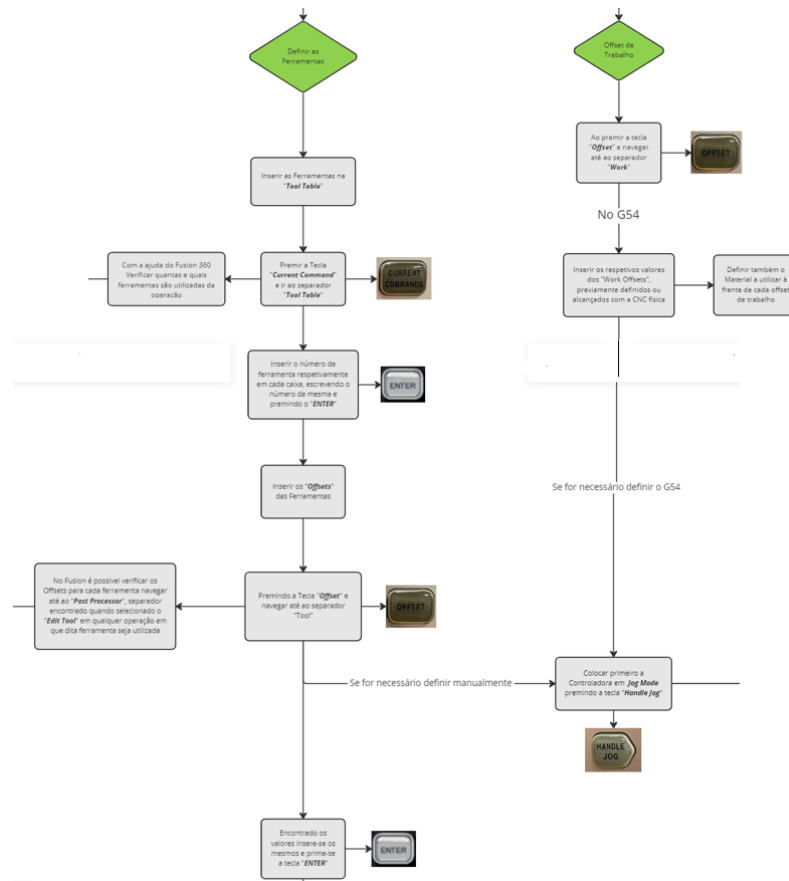 Definir as
Ferramentas
Inserir as Ferramentas na
"Tool Table"
Com a ajuda do Fusion 360
Verificar quantas e quais
ferramentas são utilizadas da
operacão
Premir a Tecla
"Current Command"
e ir ao separador
"Tool Table"
CURRENT
COMMANDS
Inserir o número da
ferramenta respetivamente
em cada caixa, escrevendo o
número da mesma e
premindo o "ENTER"
ENTER
Inserir os "Offsets"
das Ferramentas
No Fusion é possivel verificar os
Offsets para cada ferramenta navegar
até ao "Post Processor", separador
encontrado quando selecionado o
"Edit Tool" em qualquer operação em
que dita ferramenta seja utilizada
Premindo a Tecla "Offset" e
navegar até ao separador
"Tool"
OFFSET
Se for necessário definir manualmente
Encontrado os
valores insere-se os
mesmos e prime-se
a tecla "ENTER"
ENTER
Offset de
Trabalho
Ao premir a tecla
"Offset" e navegar
até ao separador
"Work"
OFFSET
No G54
Inserir os respetivos valores
dos "Work Offsets",
previamente definidos ou
alcançados com a CNC física
Definir também o
Material a utilizar à
frente de cada offset
de trabalho
Se for necessário definir o G54
Colocar primeiro a
Controladora em Jog Mode
premindo a tecla "Handle Jog"
HANDLE
JOG